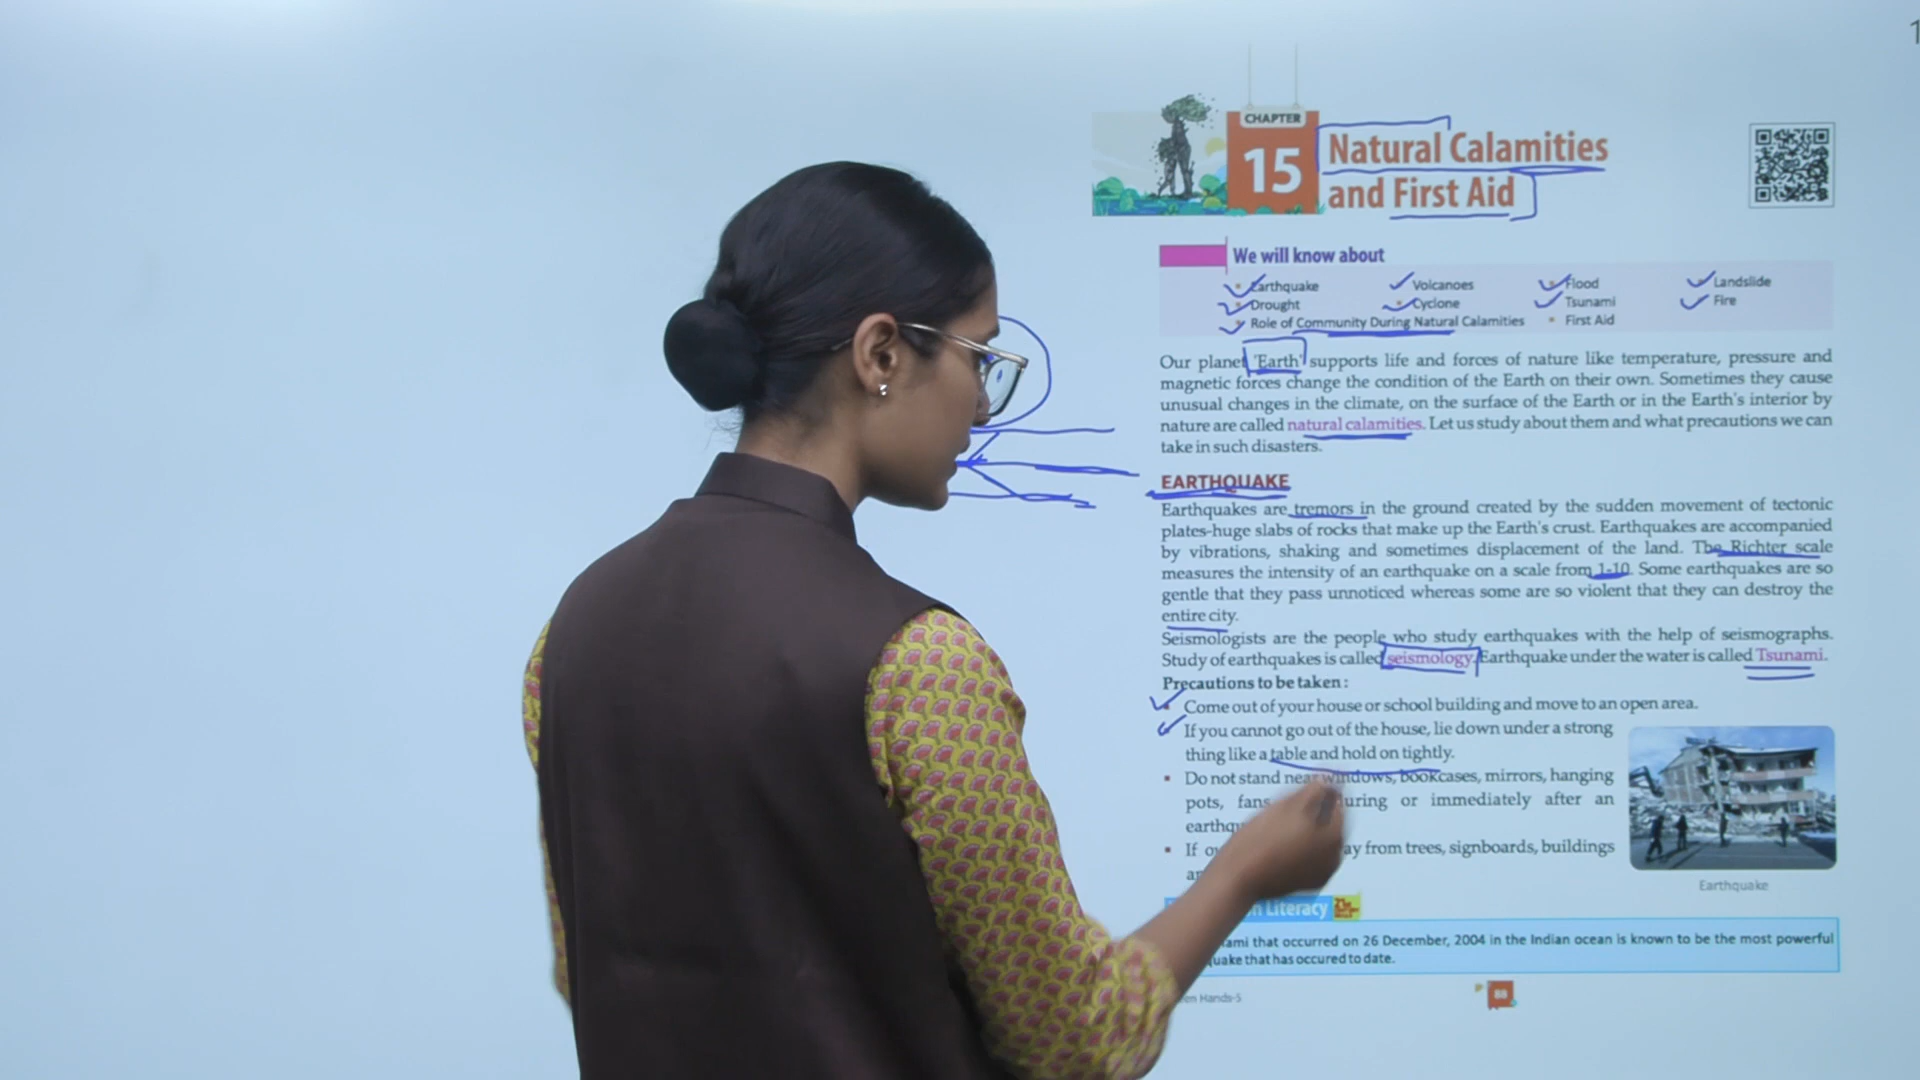 CHAPTER
15
Natural Calamities
and First Aid
We will know about
Earthquake Volcanoes Flood Landslide
Drought Cyclone Tsunami Fire
Role of Community During Natural Calamities First Aid
Our planet 'Earth' supports life and forces of nature like temperature, pressure and
magnetic forces change the condition of the Earth on their own. Sometimes they cause
unusual changes in the climate, on the surface of the Earth or in the Earth's interior by
nature are called natural calamities. Let us study about them and what precautions we can
take in such disasters.
EARTHQUAKE
Earthquakes are tremors in the ground created by the sudden movement of tectonic
plates-huge slabs of rocks that make up the Earth's crust. Earthquakes are accompanied
by vibrations, shaking and sometimes displacement of the land. The Richter scale
measures the intensity of an earthquake on a scale from 1-10. Some earthquakes are so
gentle that they pass unnoticed whereas some are so violent that they can destroy the
entire city.
Seismologists are the people who study earthquakes with the help of seismographs.
Study of earthquakes is called seismology. Earthquake under the water is called Tsunami.
Precautions to be taken:
Come out of your house or school building and move to an open area.
If you cannot go out of the house, lie down under a strong
thing like a table and hold on tightly.
Do not stand near windows, bookcases, mirrors, hanging
pots, fans uring or immediately after an
earthqu
If ay from trees, signboards, buildings
Earthquake
Literacy
ami that occurred on 26 December, 2004 in the Indian ocean is known to be the most powerful
uake that has occured to date.
en Hands-5
1